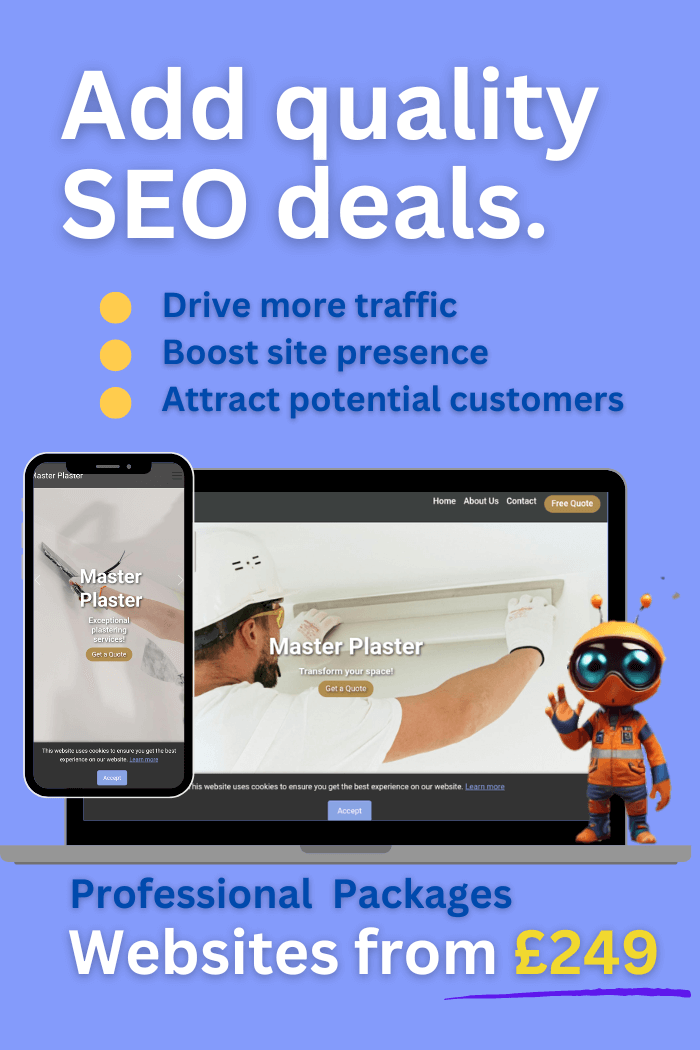 Add quality
SEO deals.
Drive more traffic
Boost site presence
Attract potential customers
Master Plaster
Master
Plaster
Exceptional
plastering
services!
Get a Quote
This website uses cookies to ensure you get the best
experience on our website. Learn more
Accept
Home About Us Contact Free Quote
Master Plaster
Transform your space!
Get a Quote
This website uses cookies to ensure you get the best experience on our website. Learn more
Accept
Professional Packages
Websites from £249